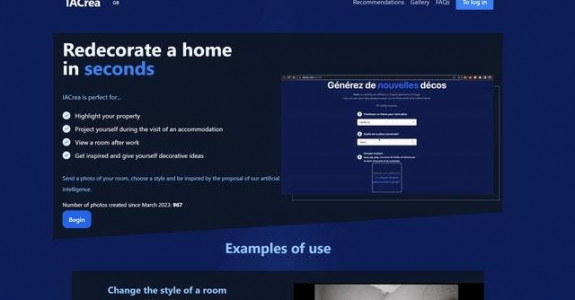 IACrea GB Recommendations Gallery FAQs To log in
Redecorate a home
in seconds
IACrea is perfect for...
Highlight your property
Project yourself during the visit of an accommodation
View a room after work
Get inspired and give yourself decorative ideas
Send a photo of your room, choose a style and be inspired by the proposal of our artificial
intelligence.
Number of photos created since March 2023: 967
Begin
Générez de nouvelles décos
Examples of use
Change the style of a room